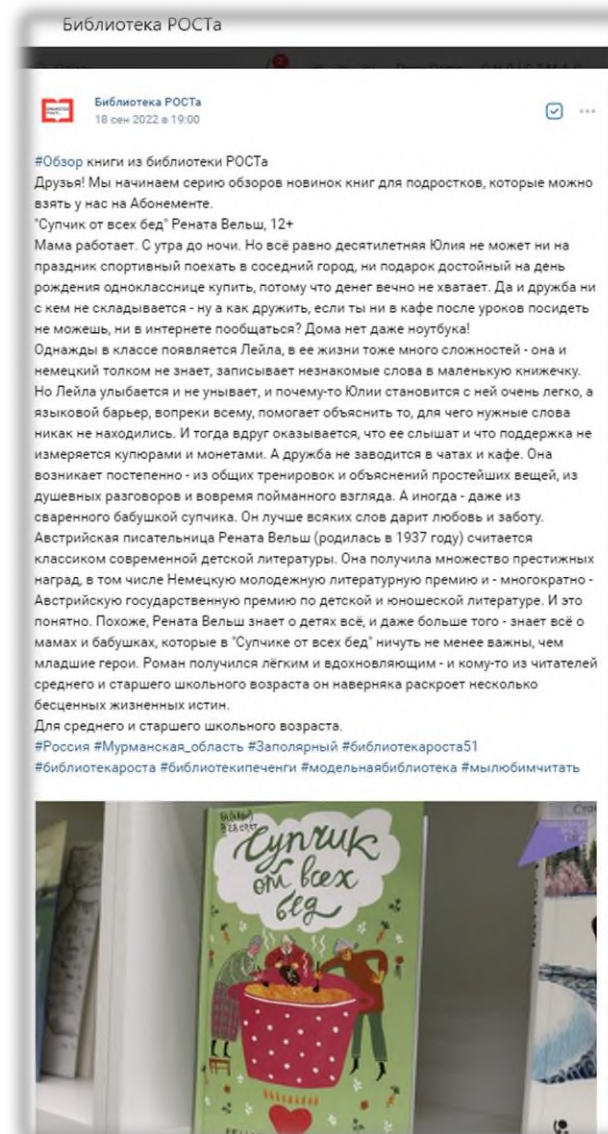 Библиотека РОСТа
2
Библиотека РОСТа
18 сен 2022 в 19:00
#Обзор книги из библиотеки РОСТа
Друзья! Мы начинаем серию обзоров новинок книг для подростков, которые можно
взять у нас на Абонементе.
"Супчик от всех бед" Рената Вельш, 12+
Мама работает. С утра до ночи. Но всё равно десятилетняя Юлия не может ни на
праздник спортивный поехать в соседний город, ни подарок достойный на день
рождения однокласснице купить, потому что денег вечно не хватает. Да и дружба ни
с кем не складывается - ну а как дружить, если ты ни в кафе после уроков посидеть
не можешь, ни в интернете пообщаться? Дома нет даже ноутбука!
Однажды в классе появляется Лейла, в ее жизни тоже много сложностей - она и
немецкий толком не знает, записывает незнакомые слова в маленькую книжечку.
Но Лейла улыбается и не унывает, и почему-то Юлии становится с ней очень легко, а
языковой барьер, вопреки всему, помогает объяснить то, для чего нужные слова
никак не находились. И тогда вдруг оказывается, что ее слышат и что поддержка не
измеряется купюрами и монетами. А дружба не заводится в чатах и кафе. Она
возникает постепенно - из общих тренировок и объяснений простейших вещей, из
душевных разговоров и вовремя пойманного взгляда. А иногда - даже из
сваренного бабушкой супчика. Он лучше всяких слов дарит любовь и заботу.
Австрийская писательница Рената Вельш (родилась в 1937 году) считается
классиком современной детской литературы. Она получила множество престижных
наград, в том числе Немецкую молодежную литературную премию и - многократно -
Австрийскую государственную премию по детской и юношеской литературе. И это
понятно. Похоже, Рената Вельш знает о детях всё, и даже больше того - знает всё о
мамах и бабушках, которые в "Супчике от всех бед" ничуть не менее важны, чем
младшие герои. Роман получился лёгким и вдохновляющим - и кому-то из читателей
среднего и старшего школьного возраста он наверняка раскроет несколько
бесценных жизненных истин.
Для среднего и старшего школьного возраста.
#Россия #Мурманская_область #Заполярный #библиотекароста51
#библиотекароста #библиотекипеченги #модельнаябиблиотека #мылюбимчитать
Супчик
от всех
бед